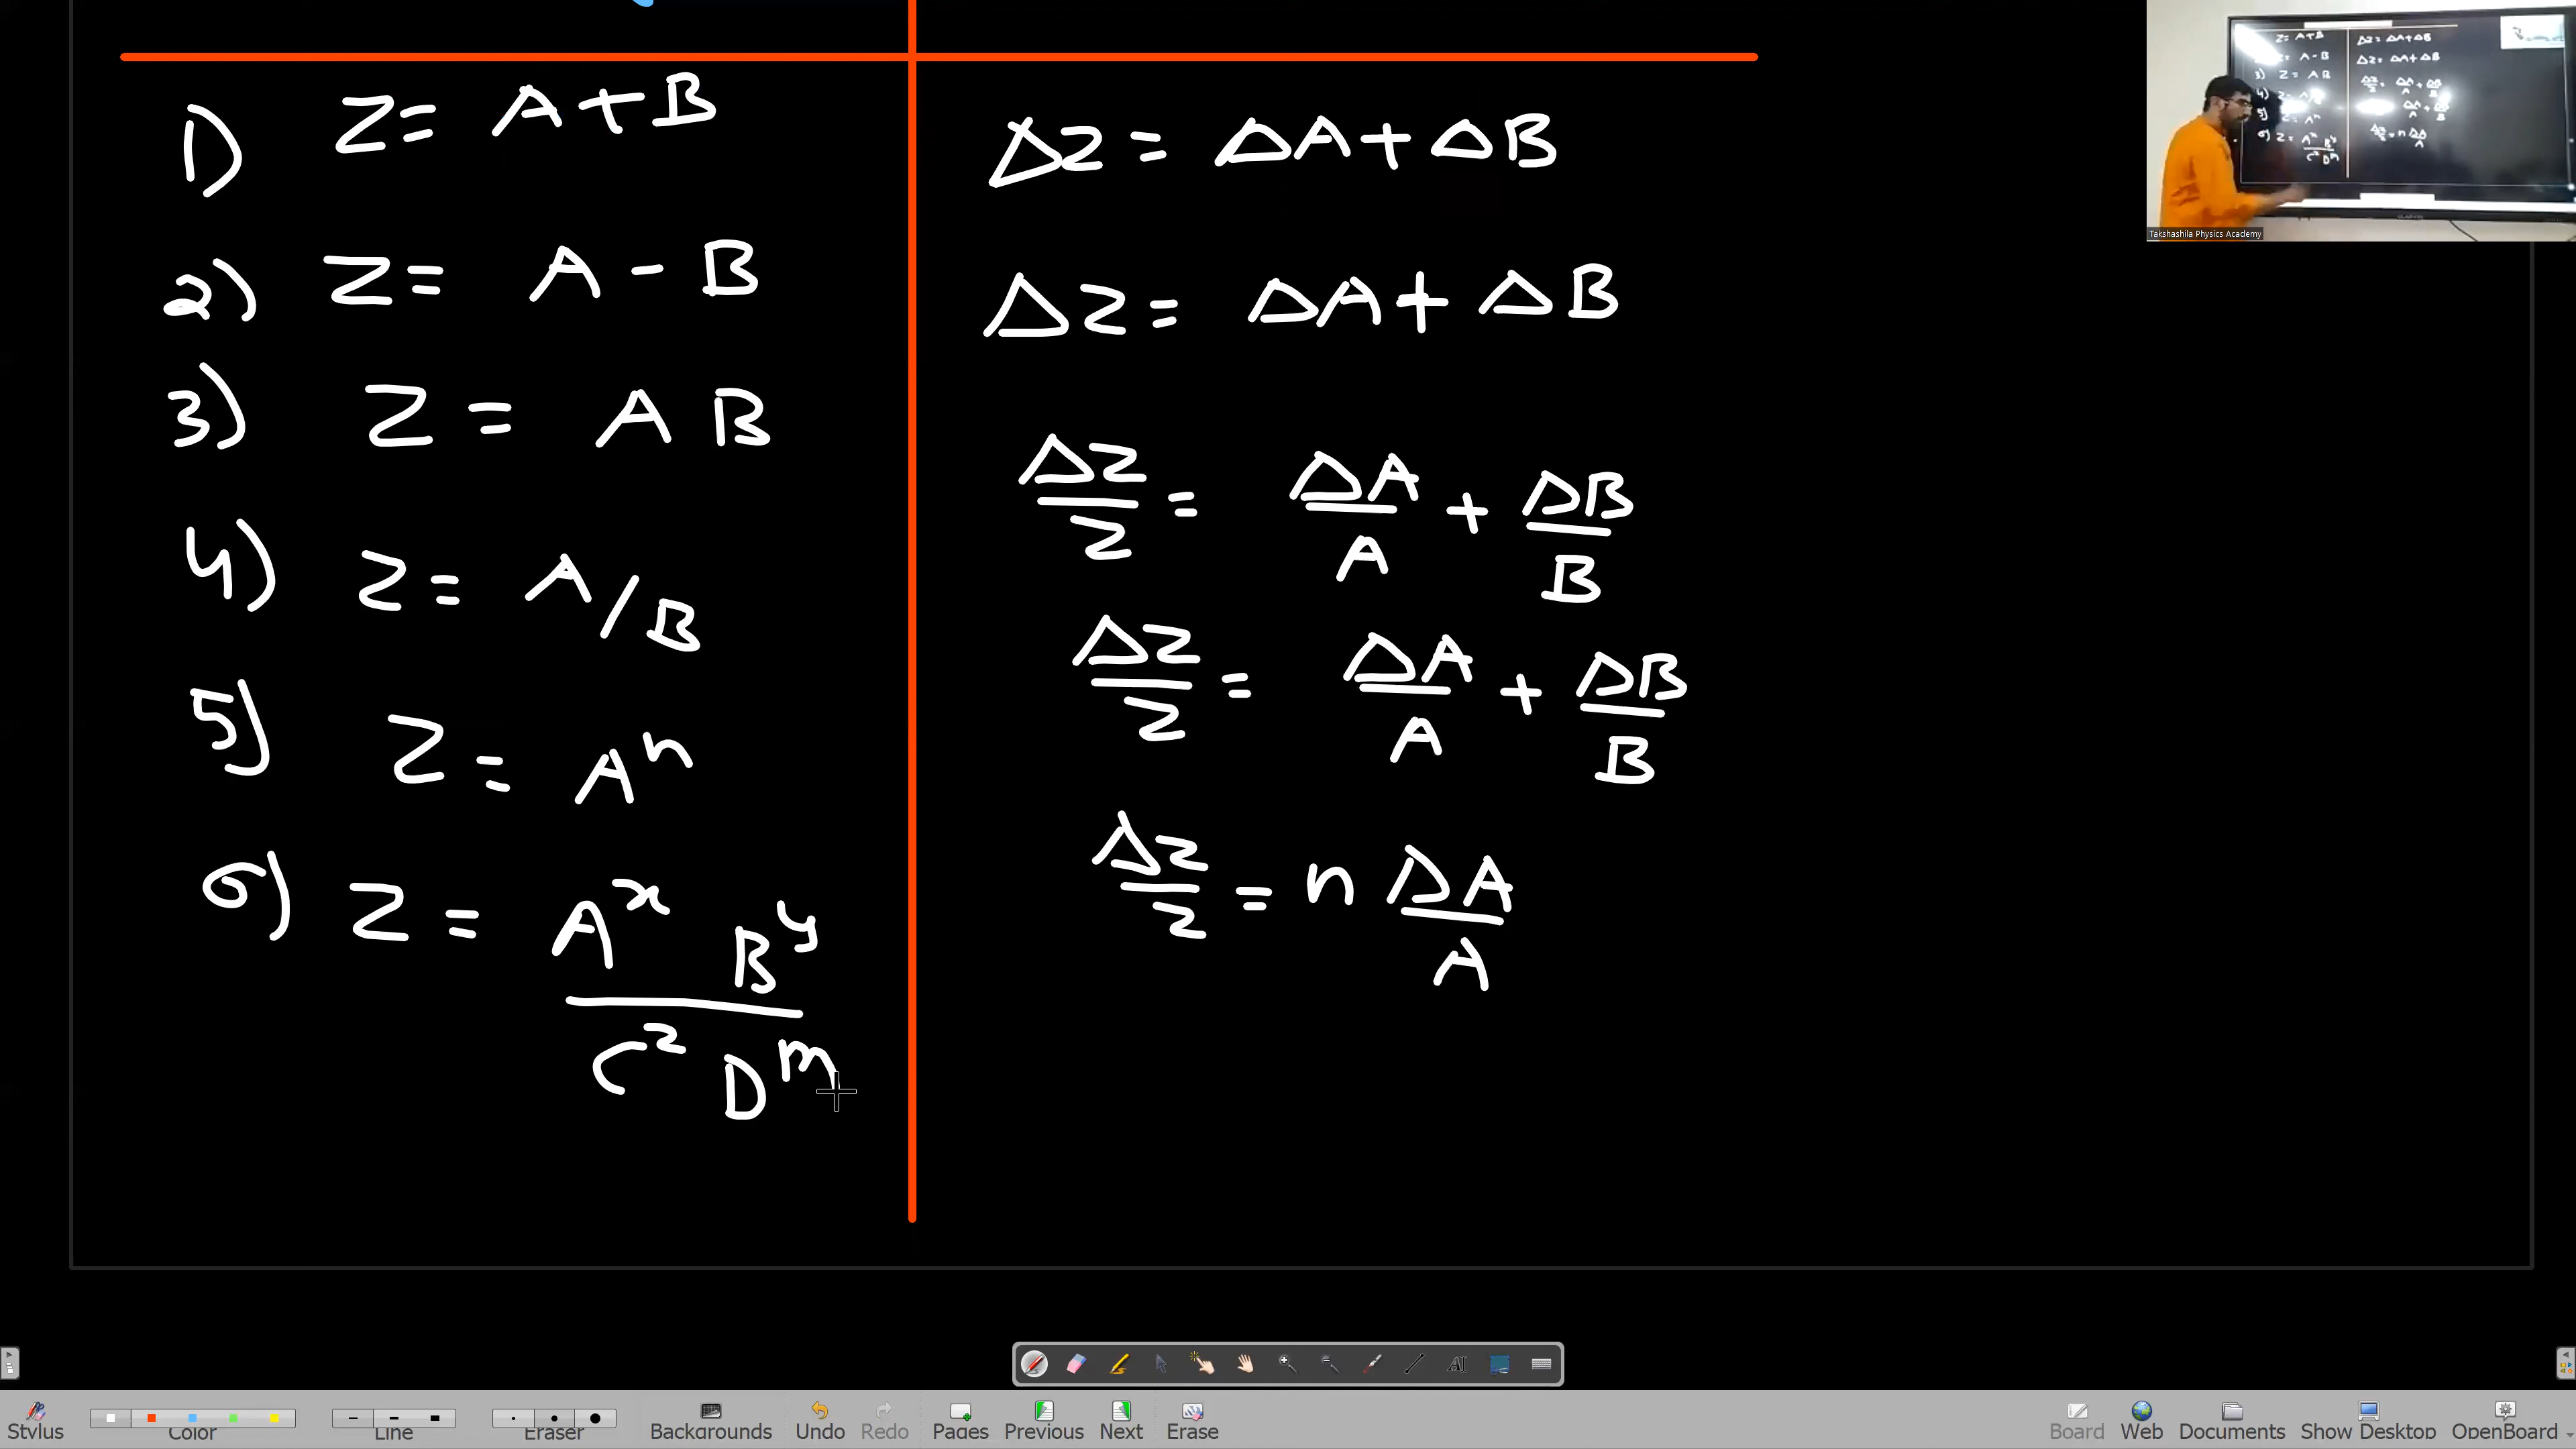 1) Z = A + B
ΔZ = ΔA + ΔB
2) Z = A - B
ΔZ = ΔA + ΔB
3) Z = A B
ΔZ/Z = ΔA/A + ΔB/B
4) Z = A/B
ΔZ/Z = ΔA/A + ΔB/B
5) Z = Aⁿ
ΔZ/Z = n ΔA/A
6) Z = A^x B^y / C^z D^m
Takshashila Physics Academy
Stylus Color Line Eraser Backgrounds Undo Redo Pages Previous Next Erase Board Web Documents Show Desktop OpenBoard